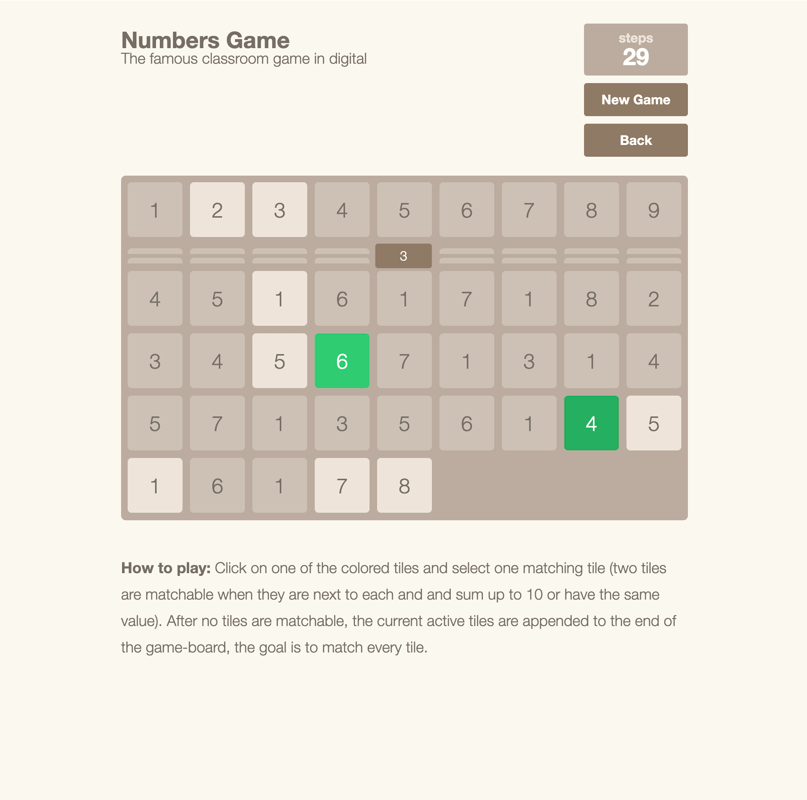 Numbers Game
The famous classroom game in digital
steps
29
New Game
Back
1 2 3 4 5 6 7 8 9
3
4 5 1 6 1 7 1 8 2
3 4 5 6 7 1 3 1 4
5 7 1 3 5 6 1 4 5
1 6 1 7 8
How to play: Click on one of the colored tiles and select one matching tile (two tiles
are matchable when they are next to each and and sum up to 10 or have the same
value). After no tiles are matchable, the current active tiles are appended to the end of
the game-board, the goal is to match every tile.